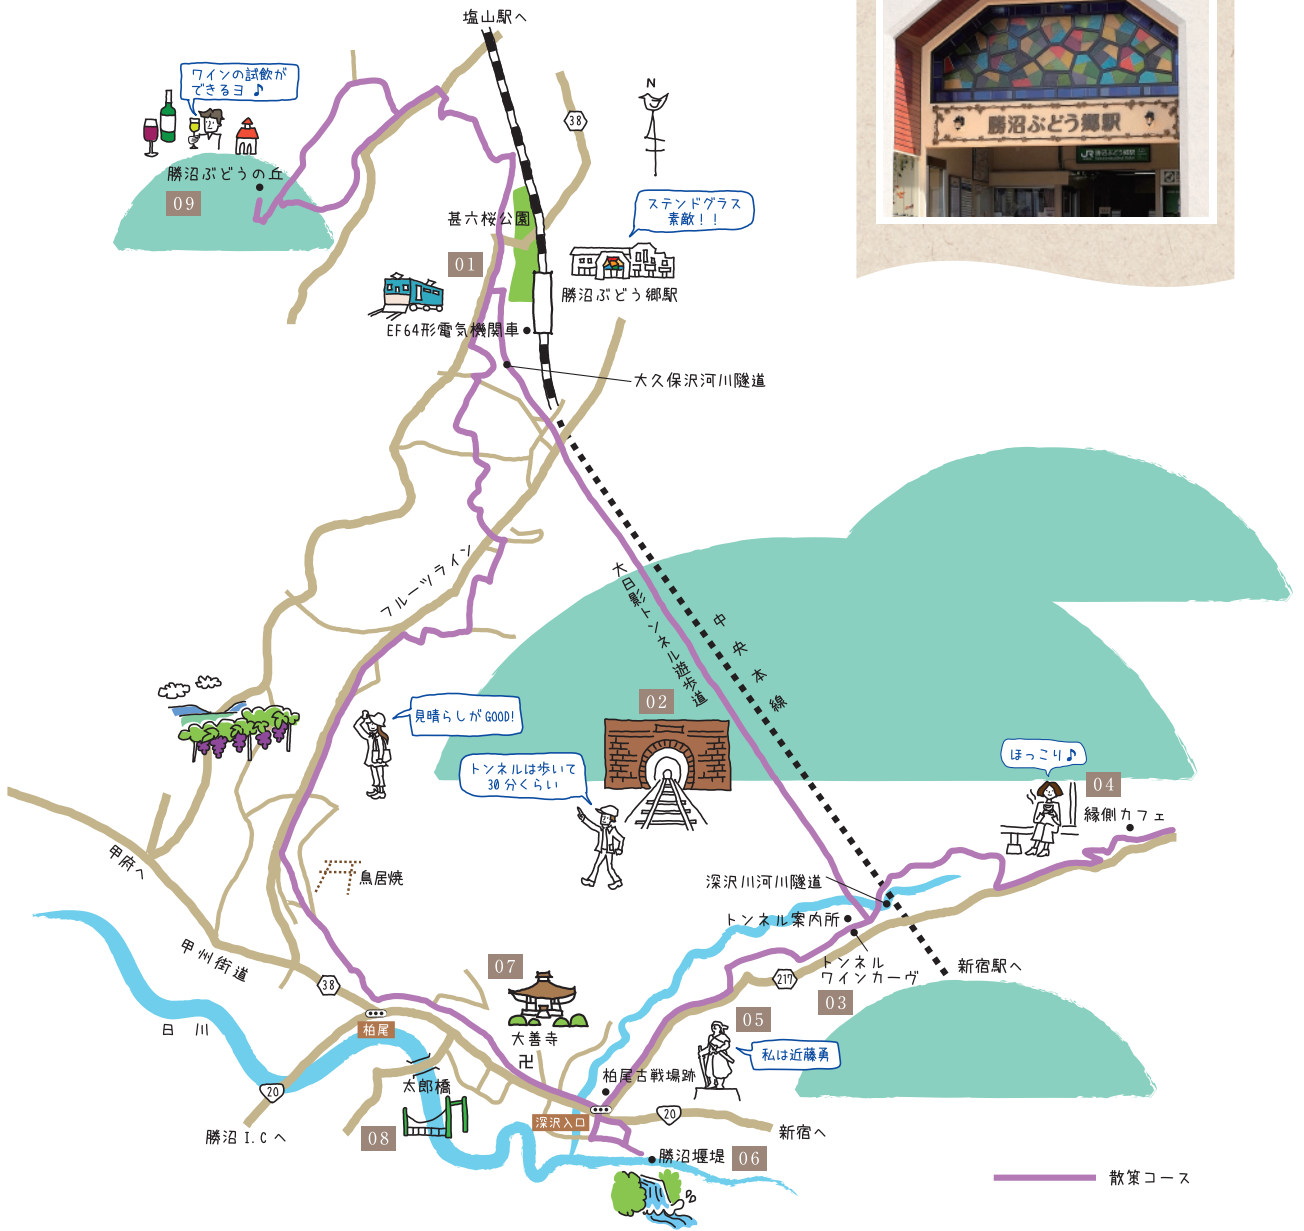 塩山駅へ
ワインの試飲が
できるヨ ♪
N
38
勝沼ぶどう郷駅
勝沼ぶどうの丘
09
甚六桜公園
ステンドグラス
素敵！！
01
勝沼ぶどう郷駅
EF64形電気機関車
大久保沢河川隧道
フルーツライン
大日影トンネル遊歩道
中央本線
02
見晴らしがGOOD!
トンネルは歩いて
30分くらい
ほっこり♪
04
縁側カフェ
甲府へ
鳥居焼
深沢川河川隧道
トンネル案内所
トンネル
ワインカーヴ
03
新宿駅へ
217
甲州街道
38
07
大善寺
卍
05
私は近藤勇
日川
柏尾
太郎橋
08
柏尾古戦場跡
20
勝沼 I.C へ
深沢入口
20
新宿へ
勝沼堰堤
06
散策コース